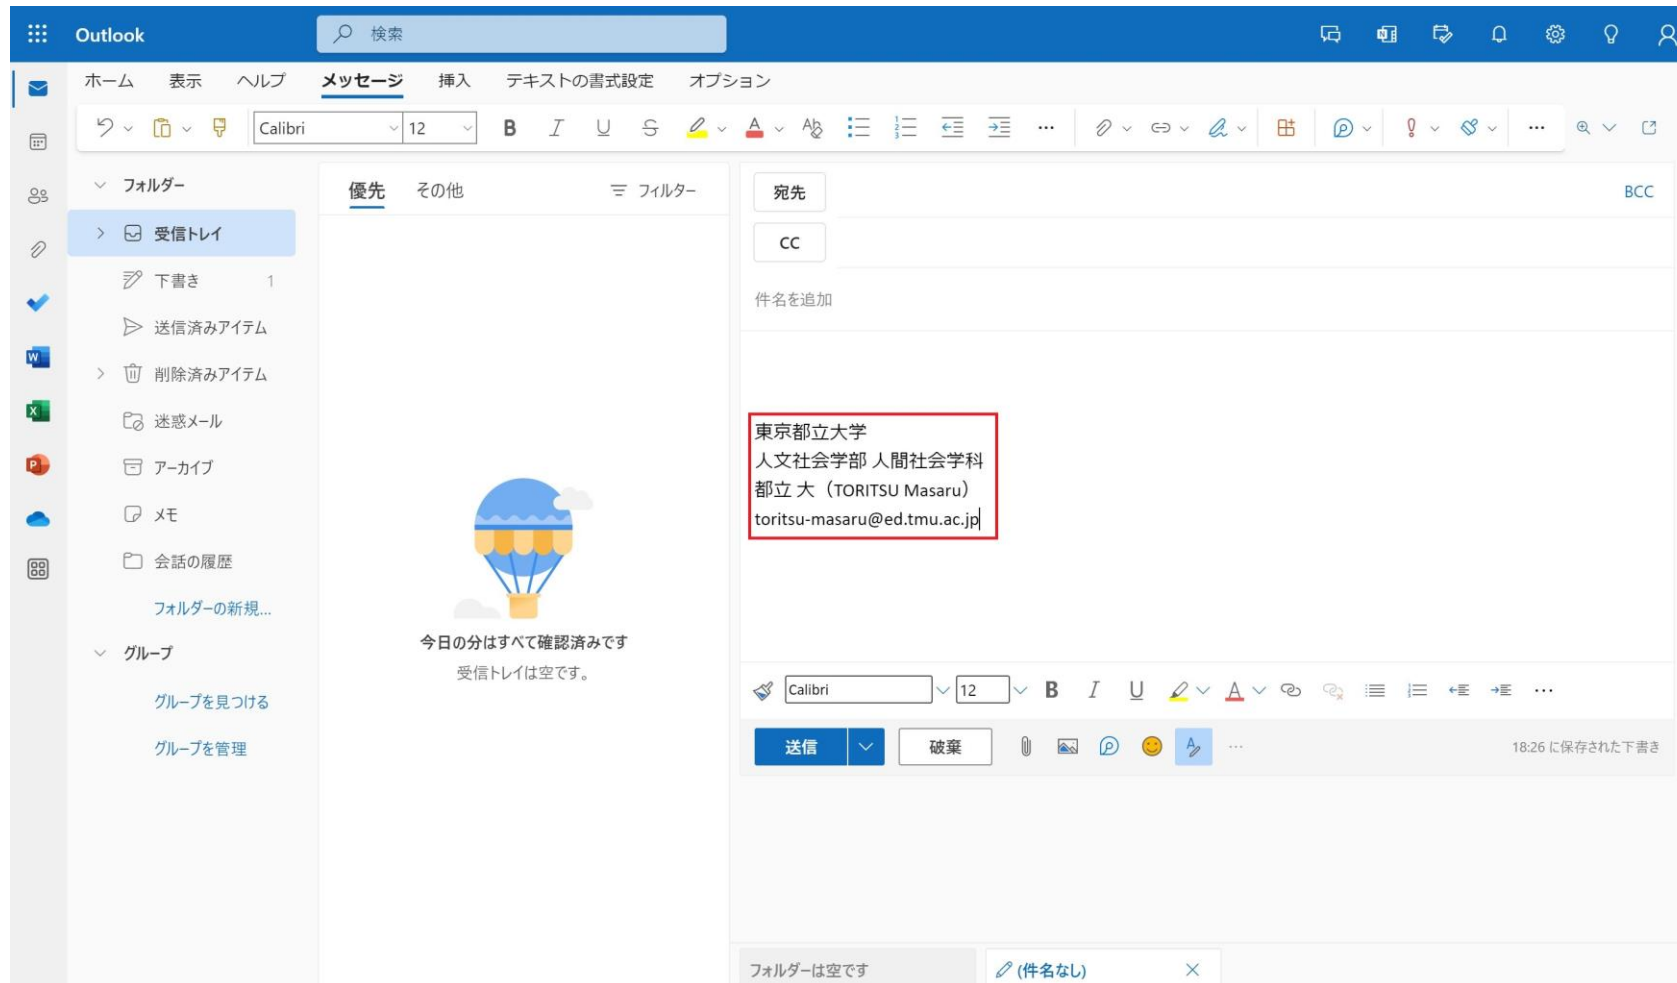 Outlook
検索
ホーム 表示 ヘルプ メッセージ 挿入 テキストの書式設定 オプション
Calibri 12
フォルダー
受信トレイ
下書き 1
送信済みアイテム
削除済みアイテム
迷惑メール
アーカイブ
メモ
会話の履歴
フォルダーの新規...
グループ
グループを見つける
グループを管理
優先 その他 フィルター
今日の分はすべて確認済みです
受信トレイは空です。
宛先 BCC
CC
件名を追加
東京都立大学
人文社会学部 人間社会学科
都立 大（TORITSU Masaru）
toritsu-masaru@ed.tmu.ac.jp
Calibri 12
送信 破棄 18:26 に保存された下書き
フォルダーは空です (件名なし)